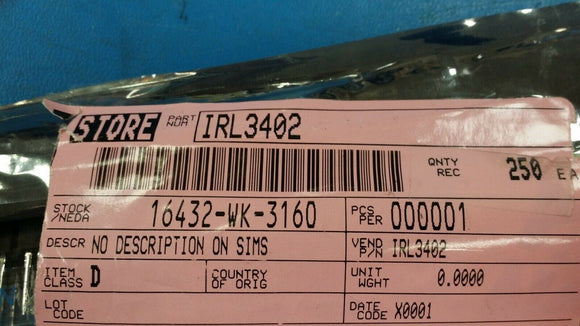 STORE PART NUM IRL3402
QNTY REC 250 EA
STOCK /NEDA 16432-WK-3160 PCS PER 000001
DESCR NO DESCRIPTION ON SIMS VEND P/N IRL3402
ITEM CLASS D COUNTRY OF ORIG UNIT WGHT 0.0000
LOT CODE DATE CODE X0001